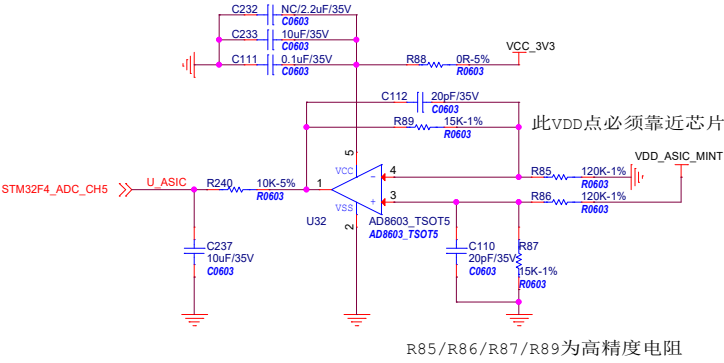 C232 NC/2.2uF/35V
C0603
C233 10uF/35V
C0603
C111 0.1uF/35V
C0603
R88 0R-5%
R0603
VCC_3V3
C112 20pF/35V
C0603
R89 15K-1%
R0603
此VDD点必须靠近芯片
VDD_ASIC_MINT
5
VCC
4
R85 120K-1%
R0603
STM32F4_ADC_CH5
U_ASIC
R240 10K-5%
R0603
1
-
+
3
R86 120K-1%
R0603
VSS
2
U32
AD8603_TSOT5
AD8603_TSOT5
C237
10uF/35V
C0603
C110
20pF/35V
C0603
R87
15K-1%
R0603
R85/R86/R87/R89为高精度电阻